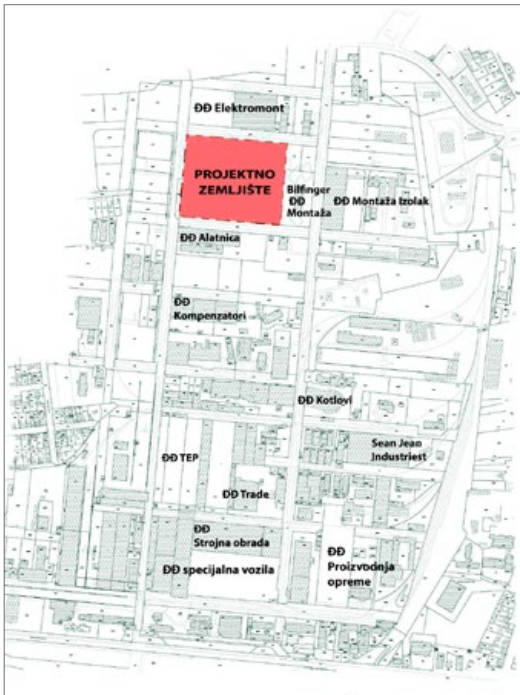 ĐĐ Elektromont
PROJEKTNO
ZEMLJIŠTE
Bilfinger
ĐĐ
Montaža
ĐĐ Montaža Izolak
ĐĐ Alatnica
ĐĐ
Kompenzatori
ĐĐ Kotlovi
Sean Jean
Industriest
ĐĐ TEP
ĐĐ Trade
ĐĐ
Strojna obrada
ĐĐ
Proizvodnja
opreme
ĐĐ specijalna vozila